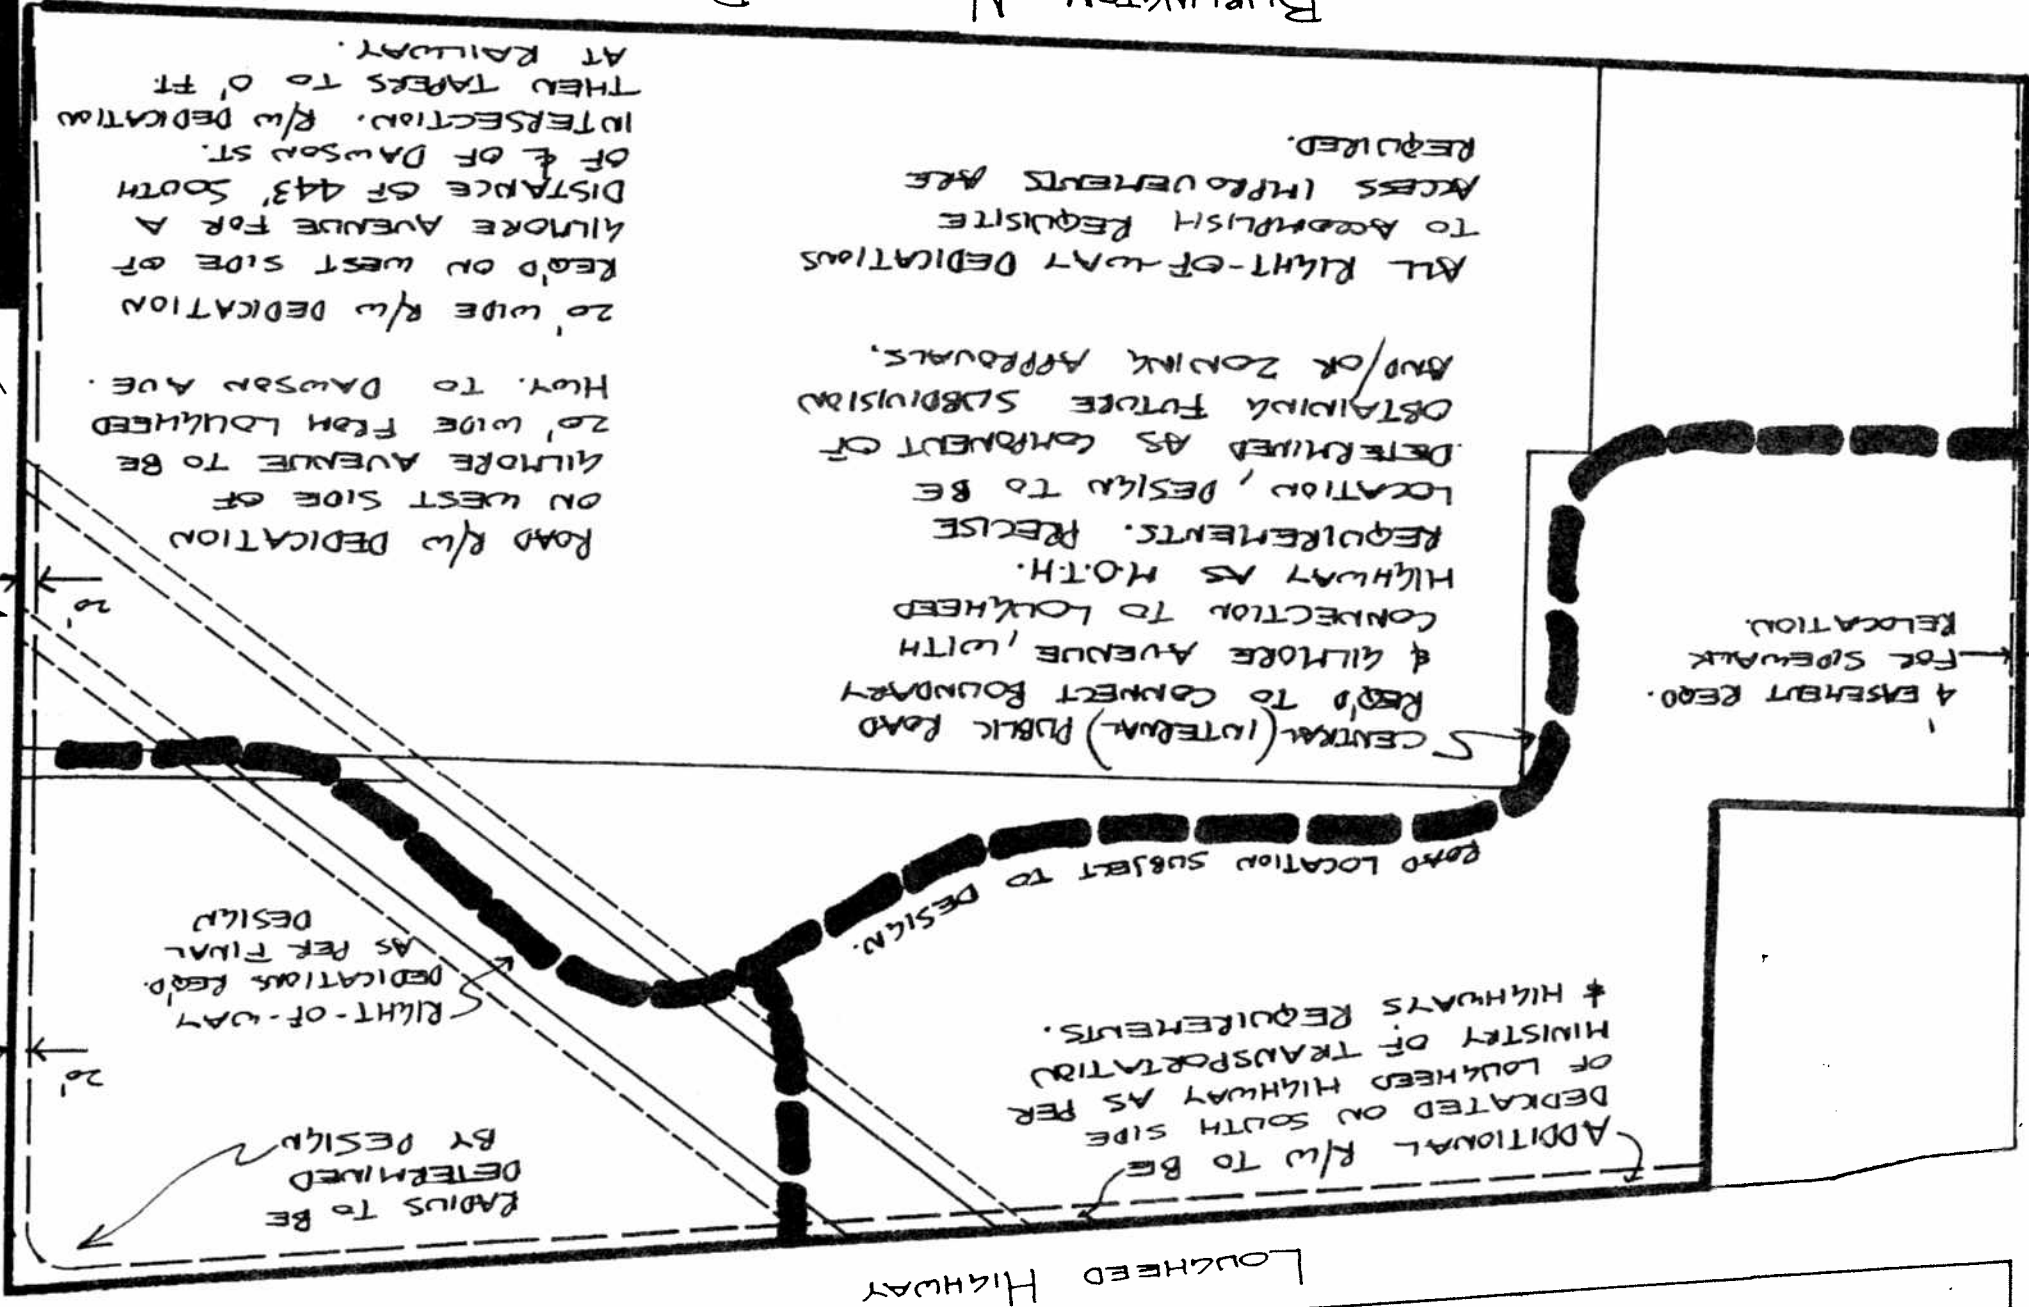 LOUGHEED HIGHWAY
RADIUS TO BE
DETERMINED
BY DESIGN
ADDITIONAL R/W TO BE
DEDICATED ON SOUTH SIDE
OF LOUGHEED HIGHWAY AS PER
MINISTRY OF TRANSPORTATION
& HIGHWAYS REQUIREMENTS.
20'
RIGHT-OF-WAY
DEDICATIONS REQ'D.
AS PER FINAL
DESIGN
ROAD LOCATION SUBJECT TO DESIGN.
CENTRAL (INTERNAL) PUBLIC ROAD
REQ'D TO CONNECT BOUNDARY
& GILMORE AVENUE, WITH
CONNECTION TO LOUGHEED
HIGHWAY AS M.O.T.H.
REQUIREMENTS. PRECISE
LOCATION, DESIGN TO BE
DETERMINED AS COMPONENT OF
OBTAINING FUTURE SUBDIVISION
AND/OR ZONING APPROVALS.
ALL RIGHT-OF-WAY DEDICATIONS
TO ACCOMPLISH REQUISITE
ACCESS IMPROVEMENTS ARE
REQUIRED.
4' EASEMENT REQD.
FOR SIDEWALK
RELOCATION.
20'
ROAD R/W DEDICATION
ON WEST SIDE OF
GILMORE AVENUE TO BE
20' WIDE FROM LOUGHEED
HWY. TO DAWSON AVE.
20' WIDE R/W DEDICATION
REQ'D ON WEST SIDE OF
GILMORE AVENUE FOR A
DISTANCE OF 443' SOUTH
OF ℄ OF DAWSON ST.
INTERSECTION. R/W DEDICATION
THEN TAPERS TO 0' FT
AT RAILWAY.
BURLINGTON N